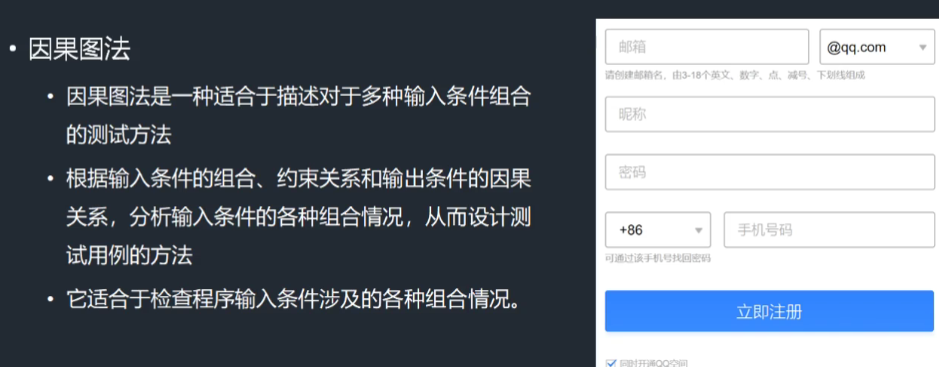 • 因果图法
• 因果图法是一种适合于描述对于多种输入条件组合
的测试方法
• 根据输入条件的组合、约束关系和输出条件的因果
关系，分析输入条件的各种组合情况，从而设计测
试用例的方法
• 它适合于检查程序输入条件涉及的各种组合情况。
邮箱
@qq.com
请创建邮箱名，由3-18个英文、数字、点、减号、下划线组成
昵称
密码
+86
手机号码
可通过该手机号找回密码
立即注册
同时开通QQ空间